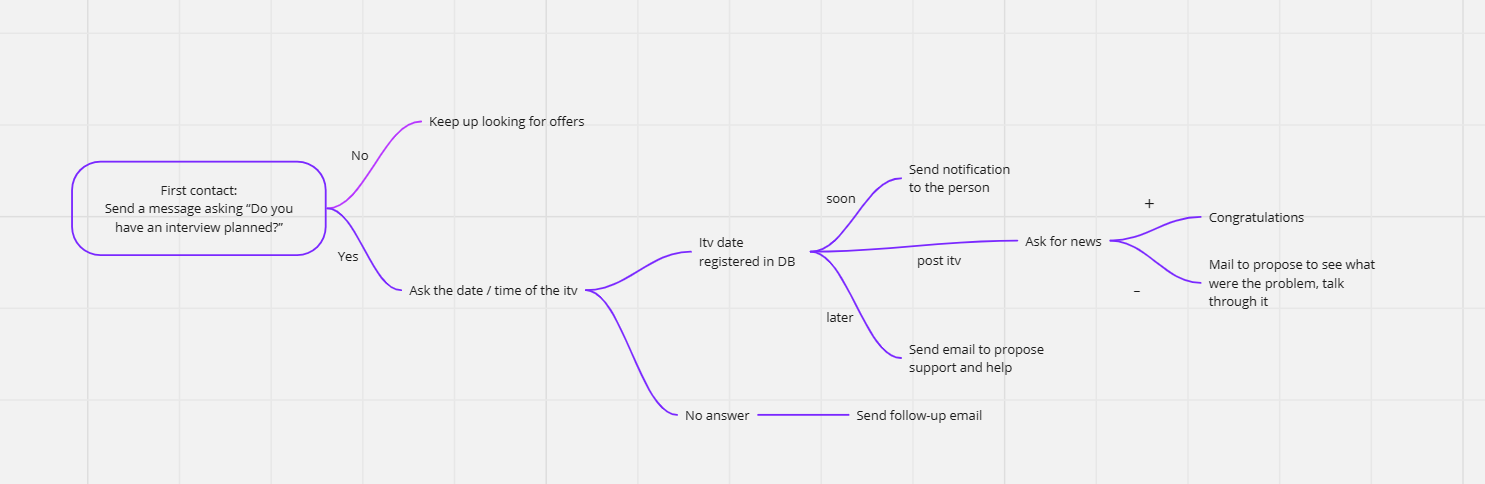 First contact:
Send a message asking “Do you
have an interview planned?”
No
Keep up looking for offers
Yes
Ask the date / time of the itv
Itv date
registered in DB
soon
Send notification
to the person
post itv
Ask for news
+
Congratulations
–
Mail to propose to see what
were the problem, talk
through it
later
Send email to propose
support and help
No answer
Send follow-up email